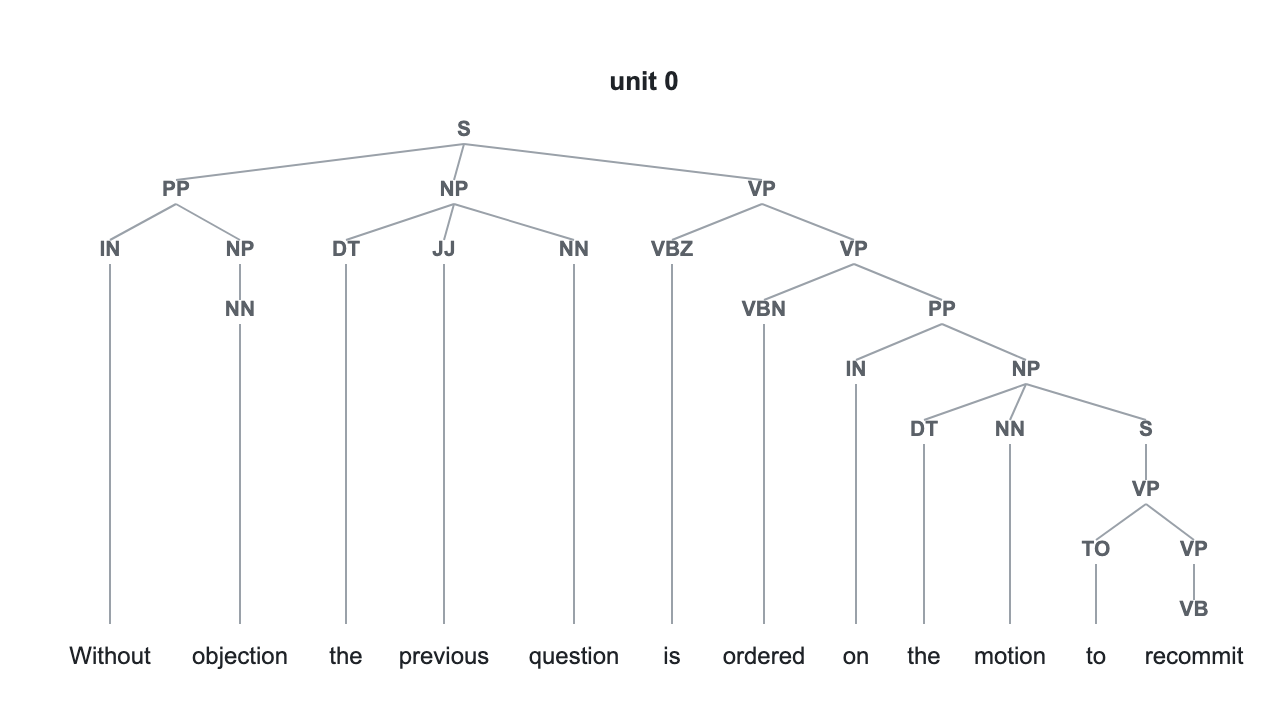 unit 0
S
PP NP VP
IN NP DT JJ NN VBZ VP
NN VBN PP
IN NP
DT NN S
VP
TO VP
VB
Without objection the previous question is ordered on the motion to recommit